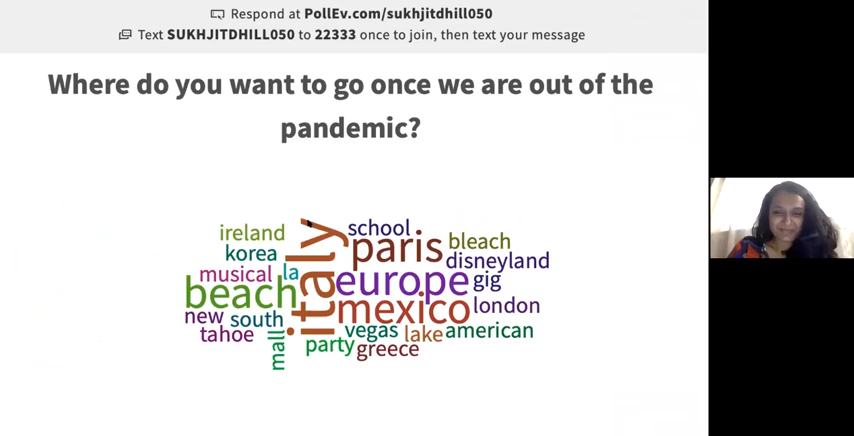 Respond at PollEv.com/sukhjitdhill050
Text SUKHJITDHILL050 to 22333 once to join, then text your message
Where do you want to go once we are out of the
pandemic?
ireland
school
korea
paris
bleach
musical
la
italy
disneyland
beach
europe
gig
mexico
london
new
south
tahoe
vegas
lake
american
mall
party
greece